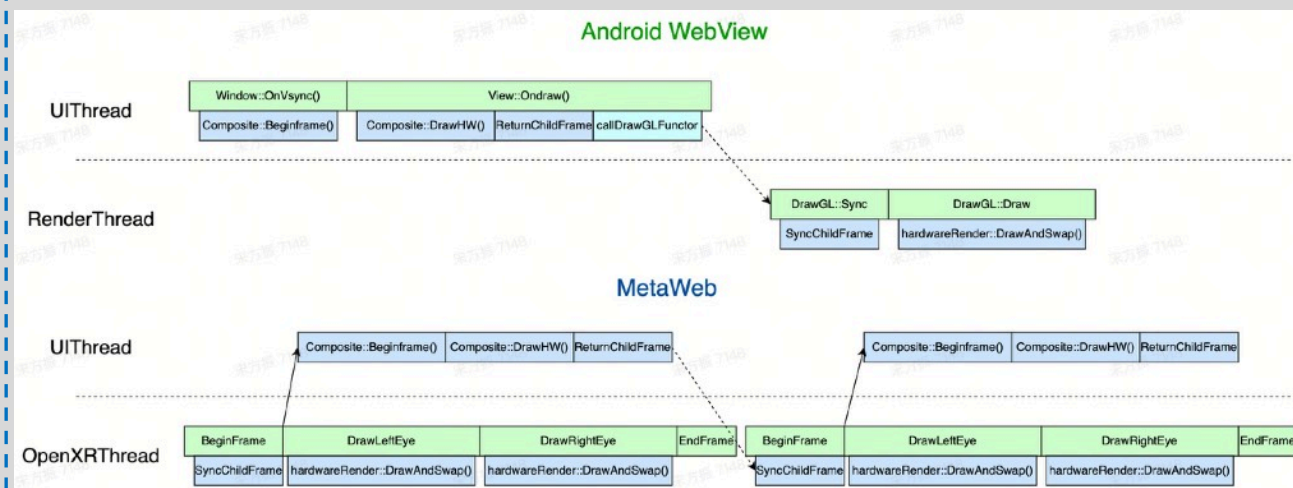 Android WebView
UIThread
Window::OnVsync() View::Ondraw()
Composite::Beginframe() Composite::DrawHW() ReturnChildFrame callDrawGLFunctor
RenderThread
DrawGL::Sync DrawGL::Draw
SyncChildFrame hardwareRender::DrawAndSwap()
MetaWeb
UIThread
Composite::Beginframe() Composite::DrawHW() ReturnChildFrame Composite::Beginframe() Composite::DrawHW() ReturnChildFrame
OpenXRThread
BeginFrame DrawLeftEye DrawRightEye EndFrame BeginFrame DrawLeftEye DrawRightEye EndFrame
SyncChildFrame hardwareRender::DrawAndSwap() hardwareRender::DrawAndSwap() SyncChildFrame hardwareRender::DrawAndSwap() hardwareRender::DrawAndSwap()